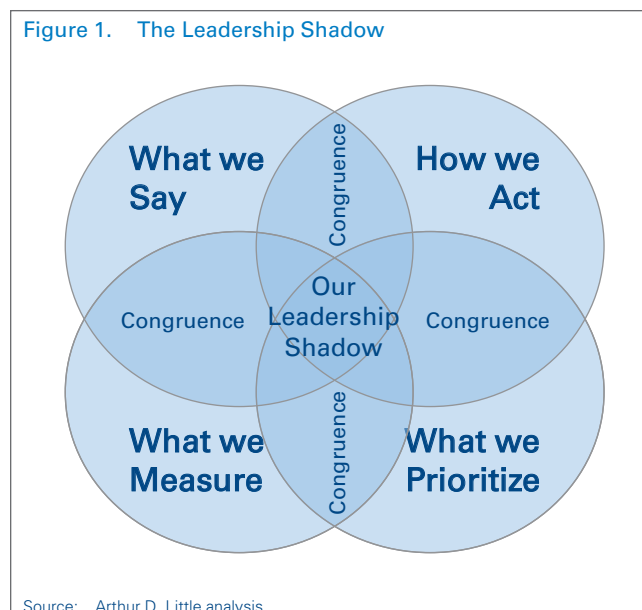 Figure 1. The Leadership Shadow
What we
Say
How we
Act
Congruence
Congruence
Our
Leadership
Shadow
Congruence
What we
Measure
Congruence
What we
Prioritize
Source: Arthur D. Little analysis